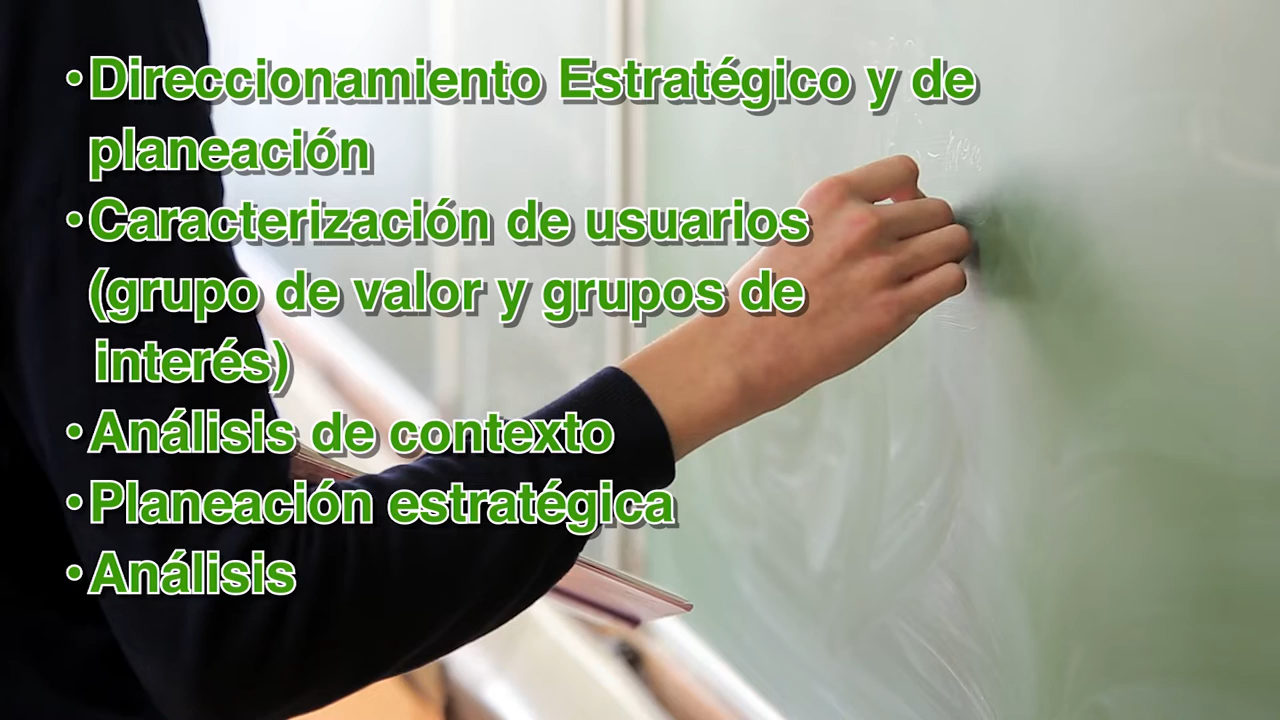 •Direccionamiento Estratégico y de
planeación
•Caracterización de usuarios
(grupo de valor y grupos de
interés)
•Análisis de contexto
•Planeación estratégica
•Análisis